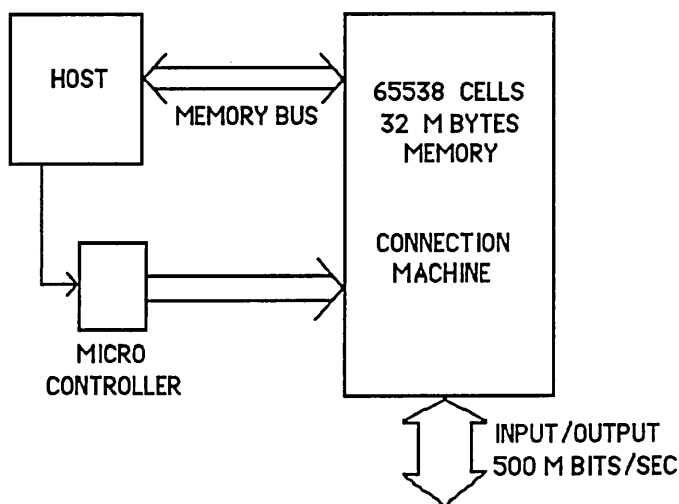 HOST
MEMORY BUS
65538 CELLS
32 M BYTES
MEMORY
CONNECTION
MACHINE
MICRO
CONTROLLER
INPUT/OUTPUT
500 M BITS/SEC